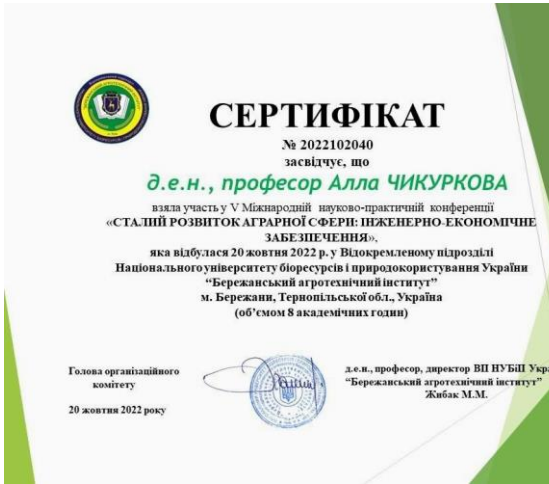 СЕРТИФІКАТ
№ 2022102040
засвідчує, що
д.е.н., професор Алла ЧИКУРКОВА
взяла участь у V Міжнародній науково-практичній конференції
«СТАЛИЙ РОЗВИТОК АГРАРНОЇ СФЕРИ: ІНЖЕНЕРНО-ЕКОНОМІЧНЕ
ЗАБЕЗПЕЧЕННЯ»,
яка відбулася 20 жовтня 2022 р. у Відокремленому підрозділі
Національного університету біоресурсів і природокористування України
“Бережанський агротехнічний інститут”
м. Бережани, Тернопільської обл., Україна
(об’ємом 8 академічних годин)
Голова організаційного
комітету
20 жовтня 2022 року
д.е.н., професор, директор ВП НУБіП Укра
“Бережанський агротехнічний інститут”
Жибак М.М.